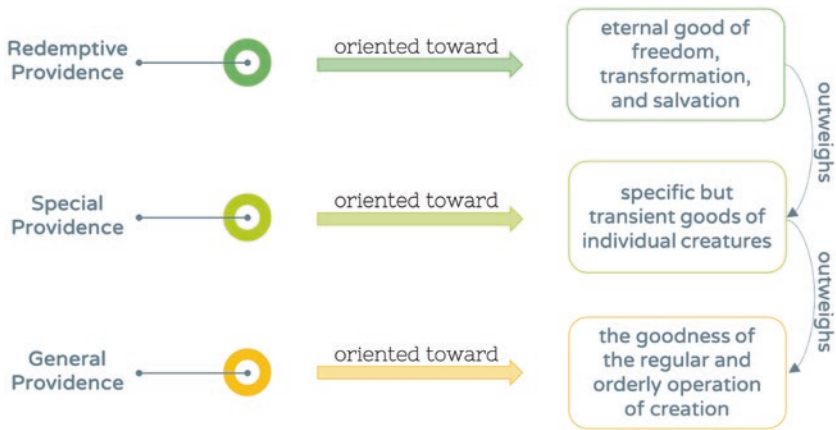 Redemptive
Providence
oriented toward
eternal good of
freedom,
transformation,
and salvation
outweighs
Special
Providence
oriented toward
specific but
transient goods of
individual creatures
outweighs
General
Providence
oriented toward
the goodness of
the regular and
orderly operation
of creation